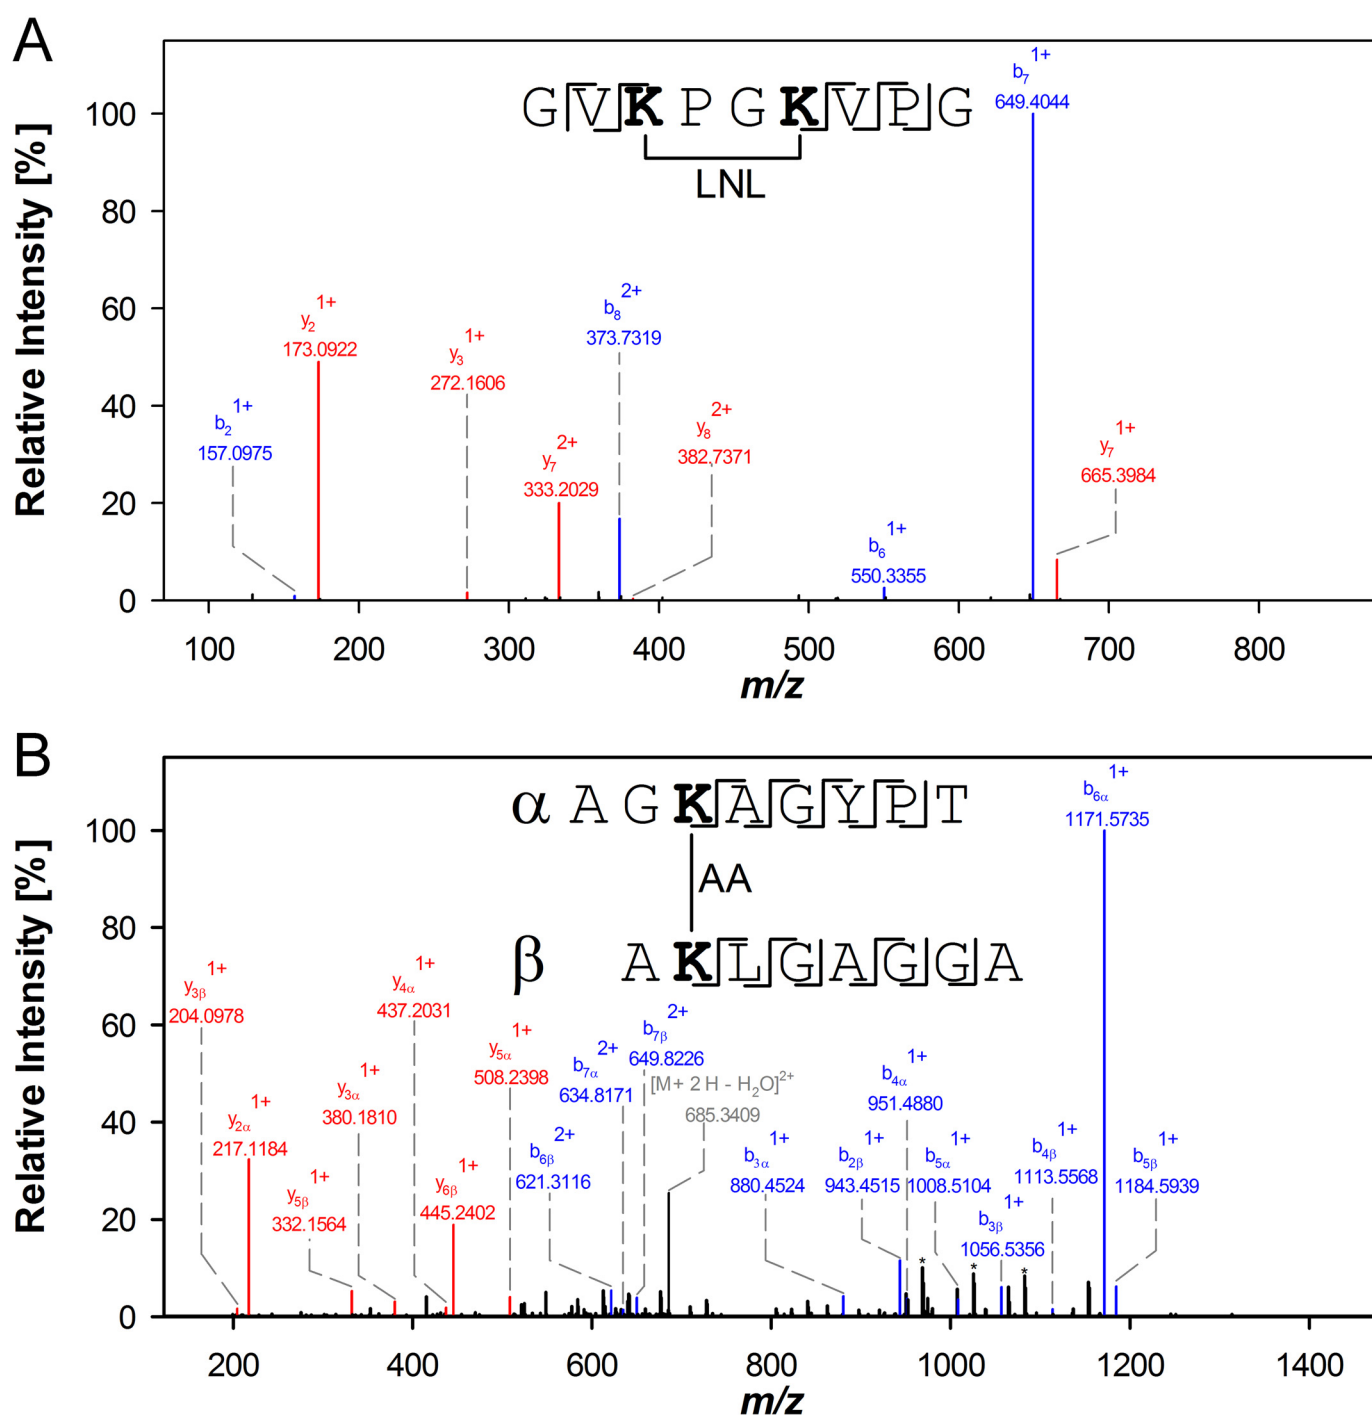 A
Relative Intensity [%]
100
80
60
40
20
0
G V K P G K V P G
LNL
b7 1+
649.4044
y2 1+
173.0922
b2 1+
157.0975
y3 1+
272.1606
y7 2+
333.2029
b8 2+
373.7319
y8 2+
382.7371
b6 1+
550.3355
y7 1+
665.3984
100 200 300 400 500 600 700 800
m/z
B
Relative Intensity [%]
100
80
60
40
20
0
α A G K A G Y P T
AA
β A K L G A G G A
b6α 1+
1171.5735
y3β 1+
204.0978
y2α 1+
217.1184
y5β 1+
332.1564
y3α 1+
380.1810
y4α 1+
437.2031
y6β 1+
445.2402
y5α 1+
508.2398
b6β 2+
621.3116
b7α 2+
634.8171
b7β 2+
649.8226
[M+ 2 H - H2O]2+
685.3409
b3α 1+
880.4524
b2β 1+
943.4515
b4α 1+
951.4880
b5α 1+
1008.5104
b3β 1+
1056.5356
b4β 1+
1113.5568
b5β 1+
1184.5939
* * *
200 400 600 800 1000 1200 1400
m/z